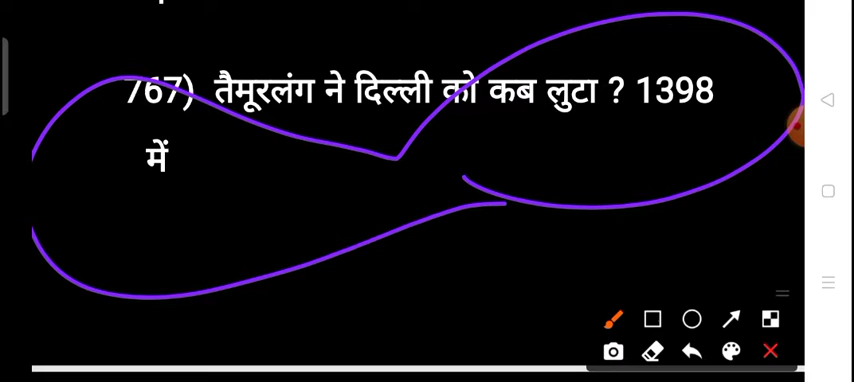 767) तैमूरलंग ने दिल्ली को कब लुटा ? 1398
में